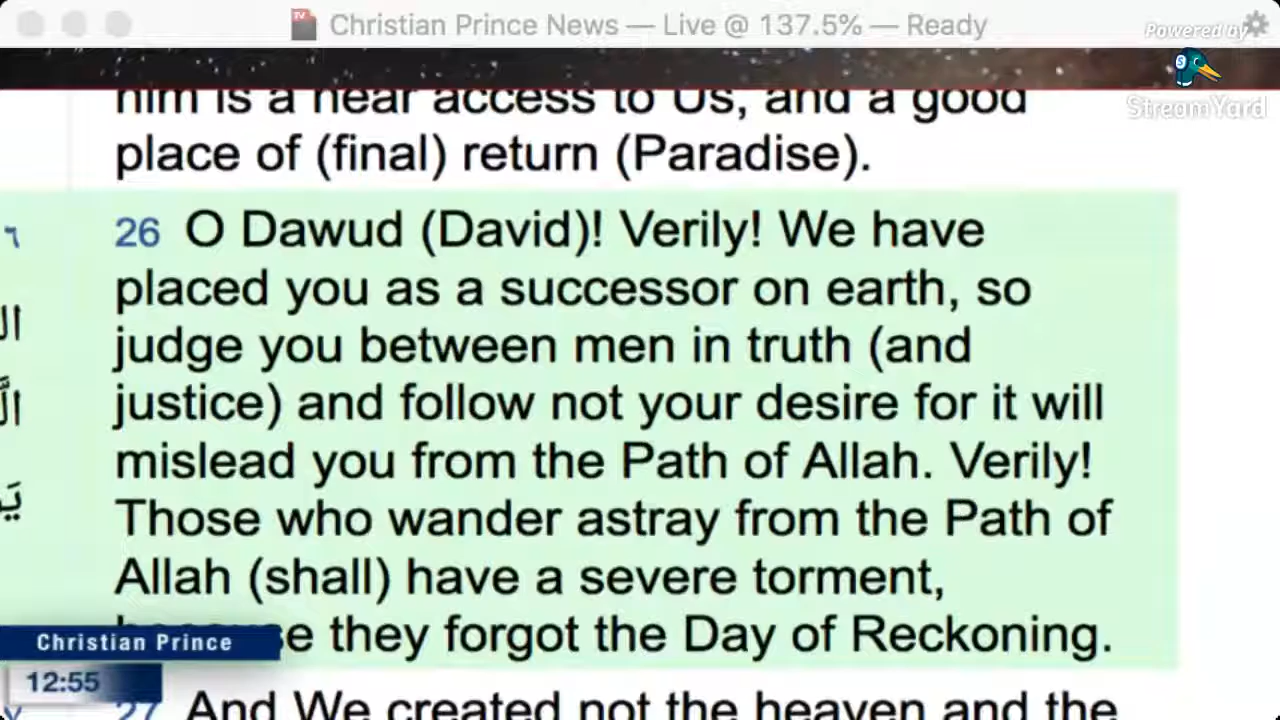 Christian Prince News — Live @ 137.5% — Ready
Powered by
StreamYard
him is a near access to Us, and a good
place of (final) return (Paradise).
26 O Dawud (David)! Verily! We have
placed you as a successor on earth, so
judge you between men in truth (and
justice) and follow not your desire for it will
mislead you from the Path of Allah. Verily!
Those who wander astray from the Path of
Allah (shall) have a severe torment,
they forgot the Day of Reckoning.
Christian Prince
12:55
27 And We created not the heaven and the